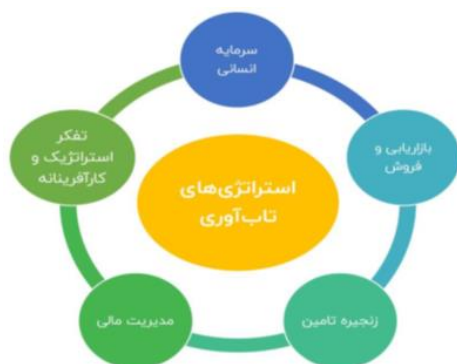 سرمایه
انسانی
بازاریابی و
فروش
زنجیره تامین
مدیریت مالی
تفکر
استراتژیک و
کارآفرینانه
استراتژی‌های
تاب‌آوری